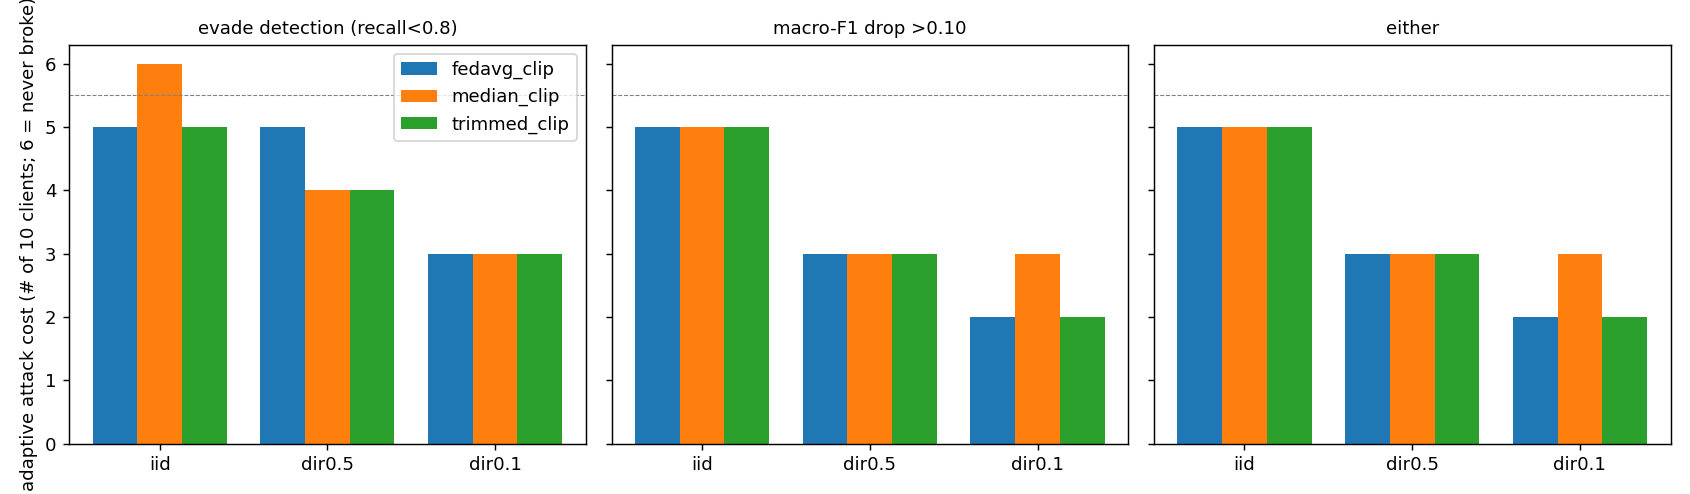 adaptive attack cost (# of 10 clients; 6 = never broke)
evade detection (recall<0.8)
6
5
4
3
2
1
0
fedavg_clip
median_clip
trimmed_clip
iid
dir0.5
dir0.1
macro-F1 drop >0.10
iid
dir0.5
dir0.1
either
iid
dir0.5
dir0.1